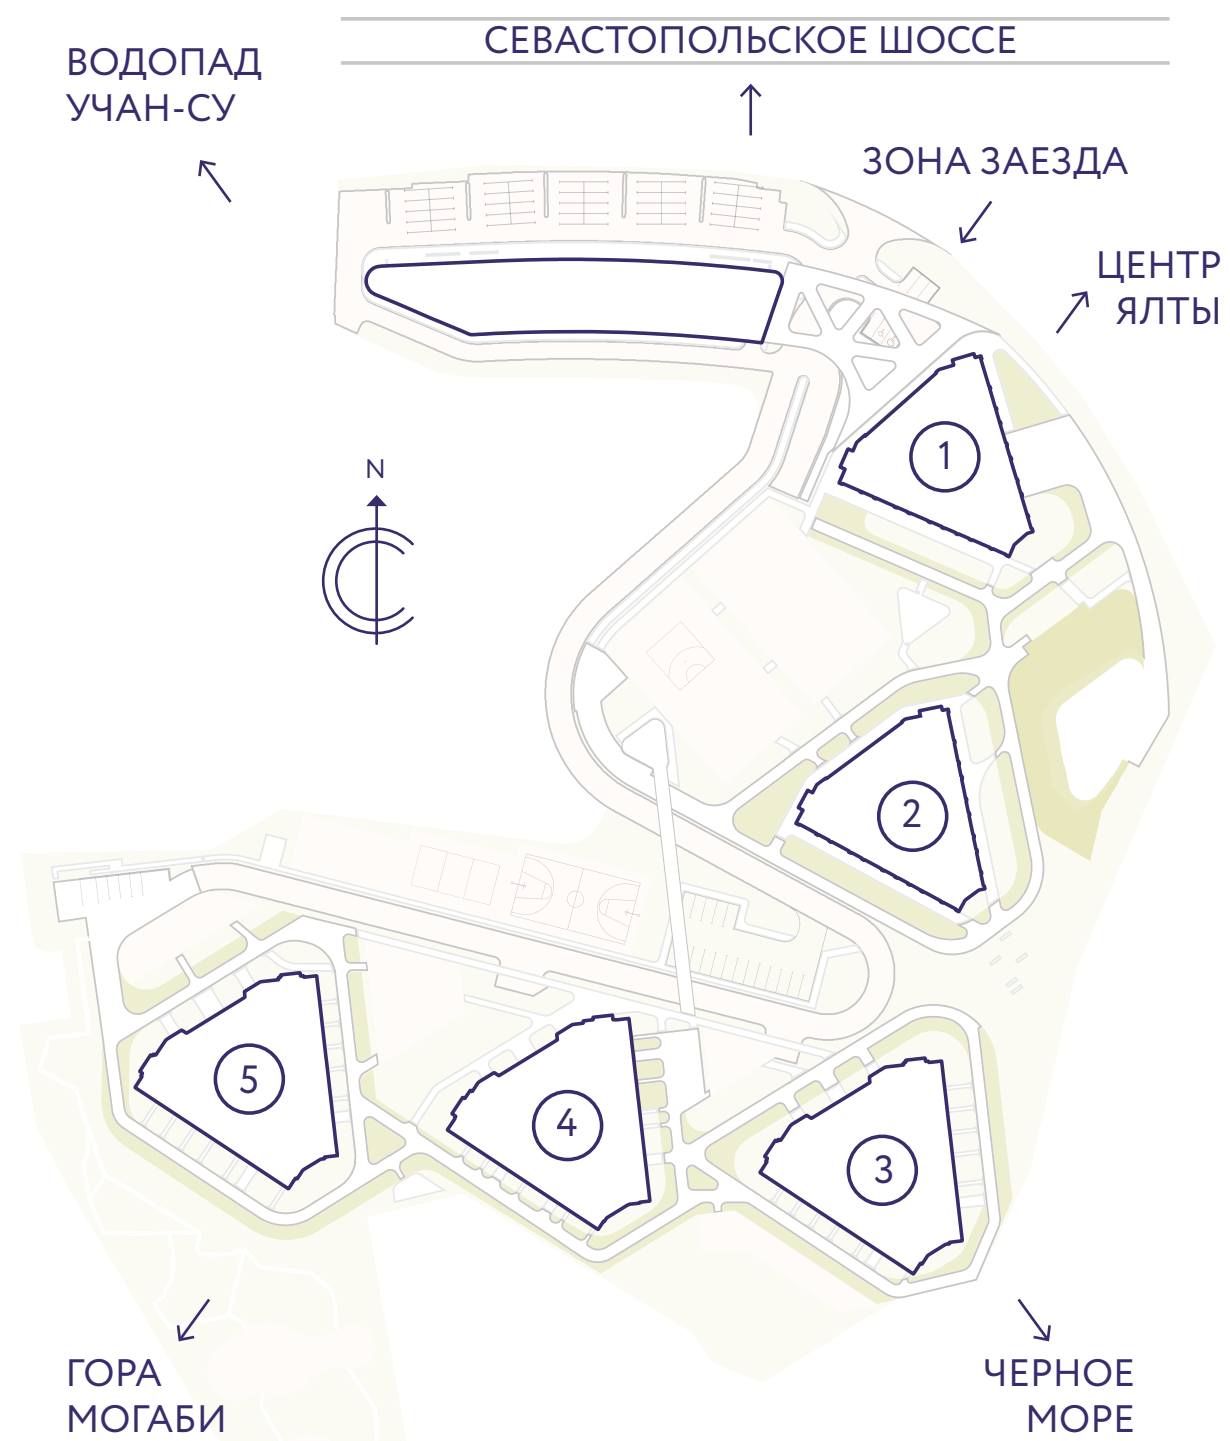 СЕВАСТОПОЛЬСКОЕ ШОССЕ
ВОДОПАД
УЧАН-СУ
ЗОНА ЗАЕЗДА
ЦЕНТР
ЯЛТЫ
1
N
2
5
4
3
ГОРА
МОГАБИ
ЧЕРНОЕ
МОРЕ